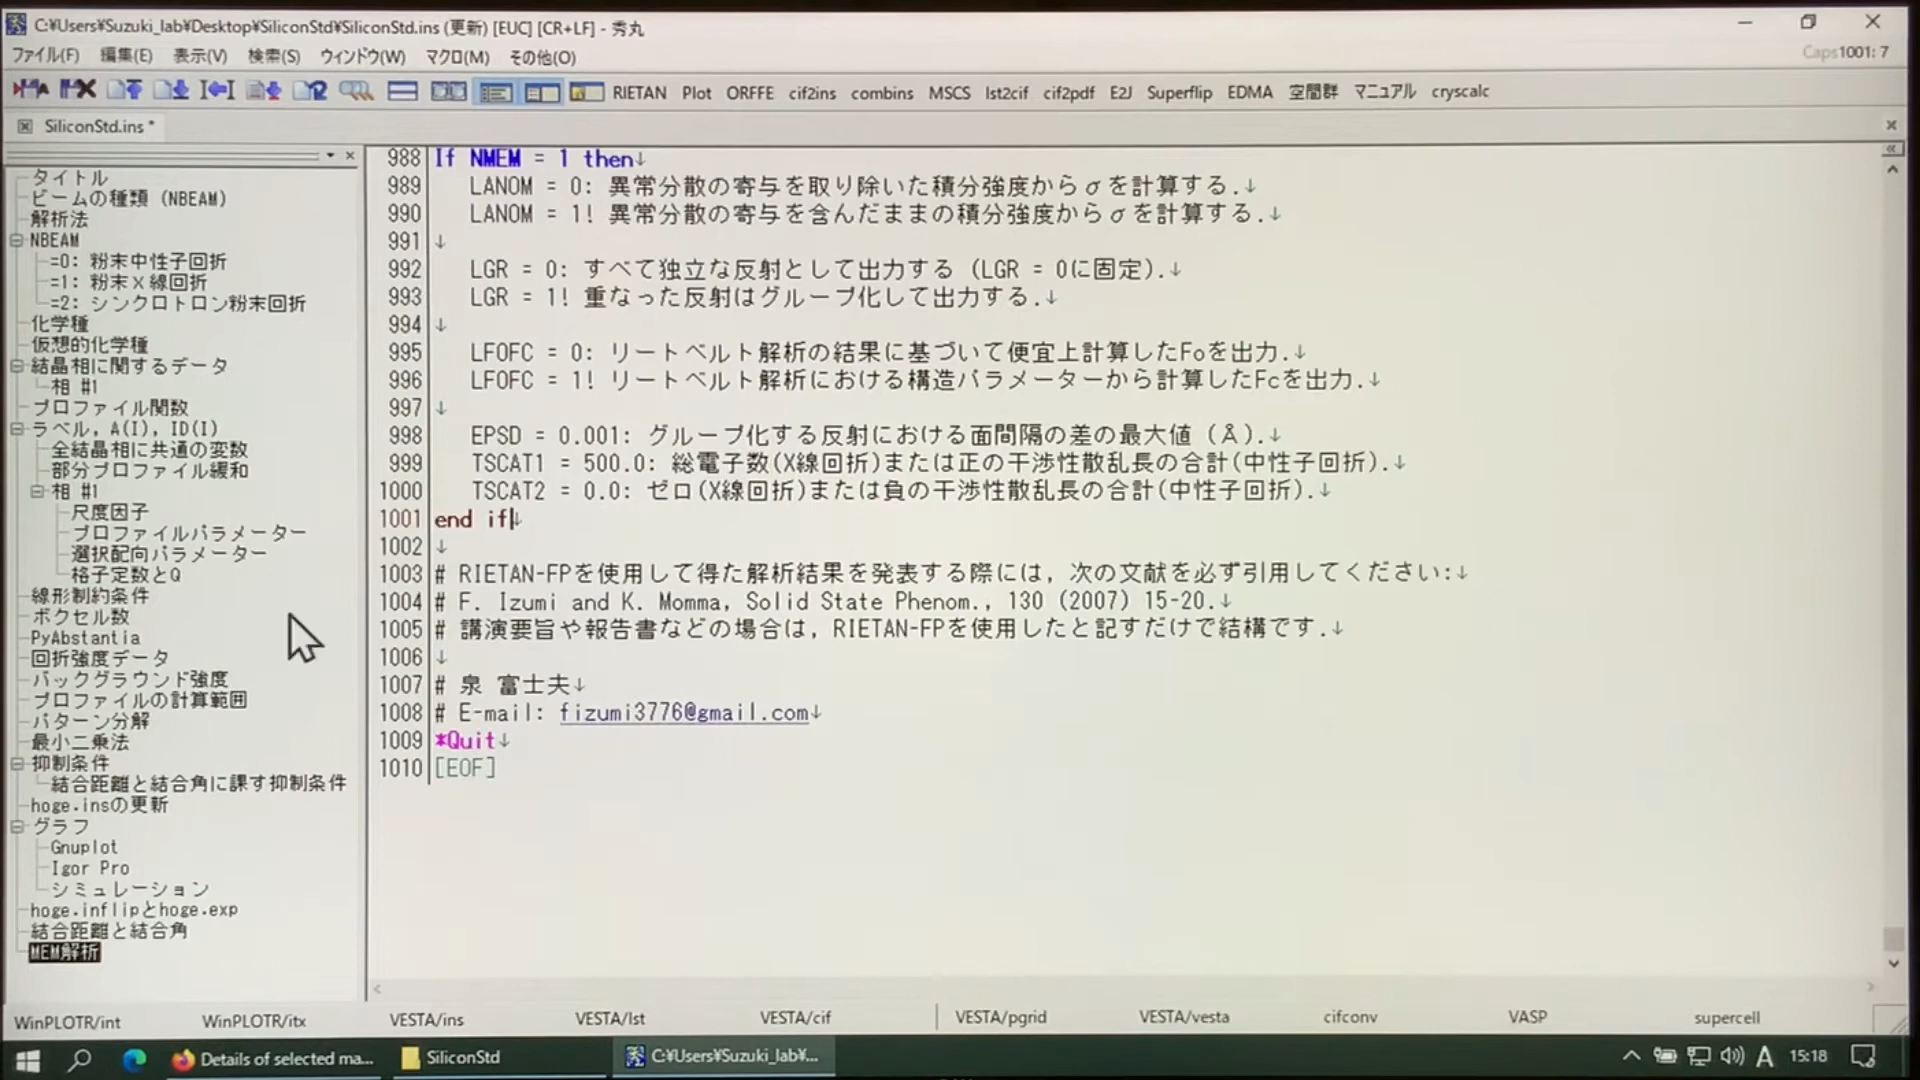 C:¥Users¥Suzuki_lab¥Desktop¥SiliconStd¥SiliconStd.ins (更新) [EUC] [CR+LF] - 秀丸
ファイル(F) 編集(E) 表示(V) 検索(S) ウィンドウ(W) マクロ(M) その他(O)
Caps1001: 7
RIETAN Plot ORFFE cif2ins combins MSCS lst2cif cif2pdf E2J Superflip EDMA 空間群 マニュアル cryscalc
SiliconStd.ins *
タイトル
ビームの種類 (NBEAM)
解析法
NBEAM
=0: 粉末中性子回折
=1: 粉末X線回折
=2: シンクロトロン粉末回折
化学種
仮想的化学種
結晶相に関するデータ
相 #1
プロファイル関数
ラベル, A(I), ID(I)
全結晶相に共通の変数
部分プロファイル緩和
相 #1
尺度因子
プロファイルパラメーター
選択配向パラメーター
格子定数とQ
線形制約条件
ボクセル数
PyAbstantia
回折強度データ
バックグラウンド強度
プロファイルの計算範囲
パターン分解
最小二乗法
抑制条件
結合距離と結合角に課す抑制条件
hoge.insの更新
グラフ
Gnuplot
Igor Pro
シミュレーション
hoge.inflipとhoge.exp
結合距離と結合角
MEM解析
988 If NMEM = 1 then↓
989 LANOM = 0: 異常分散の寄与を取り除いた積分強度からσを計算する.↓
990 LANOM = 1! 異常分散の寄与を含んだままの積分強度からσを計算する.↓
991 ↓
992 LGR = 0: すべて独立な反射として出力する (LGR = 0に固定).↓
993 LGR = 1! 重なった反射はグループ化して出力する.↓
994 ↓
995 LFOFC = 0: リートベルト解析の結果に基づいて便宜上計算したFoを出力.↓
996 LFOFC = 1! リートベルト解析における構造パラメーターから計算したFcを出力.↓
997 ↓
998 EPSD = 0.001: グループ化する反射における面間隔の差の最大値 (Å).↓
999 TSCAT1 = 500.0: 総電子数(X線回折)または正の干渉性散乱長の合計(中性子回折).↓
1000 TSCAT2 = 0.0: ゼロ(X線回折)または負の干渉性散乱長の合計(中性子回折).↓
1001 end if↓
1002 ↓
1003 # RIETAN-FPを使用して得た解析結果を発表する際には, 次の文献を必ず引用してください:↓
1004 # F. Izumi and K. Momma, Solid State Phenom., 130 (2007) 15-20.↓
1005 # 講演要旨や報告書などの場合は, RIETAN-FPを使用したと記すだけで結構です.↓
1006 ↓
1007 # 泉 富士夫↓
1008 # E-mail: fizumi3776@gmail.com↓
1009 *Quit↓
1010 [EOF]
WinPLOTR/int WinPLOTR/itx VESTA/ins VESTA/lst VESTA/cif VESTA/pgrid VESTA/vesta cifconv VASP supercell
Details of selected ma... SiliconStd C:¥Users¥Suzuki_lab¥... A 15:18